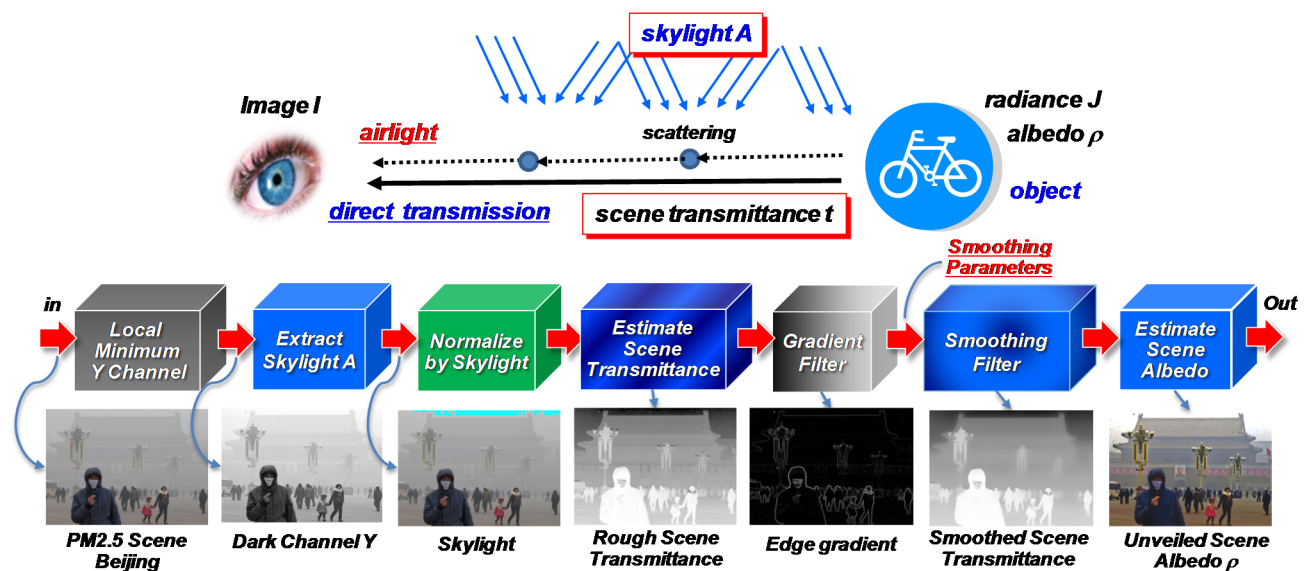 skylight A
Image I
radiance J
airlight
scattering
albedo ρ
direct transmission
scene transmittance t
object
Smoothing
Parameters
in
Local
Minimum
Y Channel
Extract
Skylight A
Normalize
by Skylight
Estimate
Scene
Transmittance
Gradient
Filter
Smoothing
Filter
Estimate
Scene
Albedo
Out
PM2.5 Scene
Beijing
Dark Channel Y
Skylight
Rough Scene
Transmittance
Edge gradient
Smoothed Scene
Transmittance
Unveiled Scene
Albedo ρ